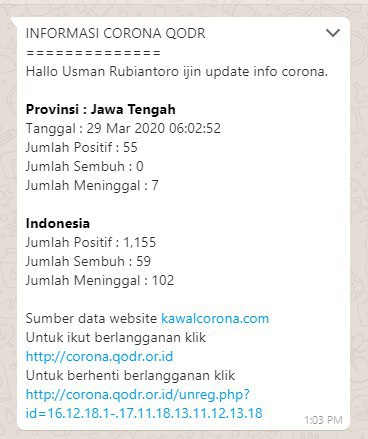 INFORMASI CORONA QODR
==============
Hallo Usman Rubiantoro ijin update info corona.
Provinsi : Jawa Tengah
Tanggal : 29 Mar 2020 06:02:52
Jumlah Positif : 55
Jumlah Sembuh : 0
Jumlah Meninggal : 7
Indonesia
Jumlah Positif : 1,155
Jumlah Sembuh : 59
Jumlah Meninggal : 102
Sumber data website kawalcorona.com
Untuk ikut berlangganan klik
http://corona.qodr.or.id
Untuk berhenti berlangganan klik
http://corona.qodr.or.id/unreg.php?
id=16.12.18.1-.17.11.18.13.11.12.13.18
1:03 PM